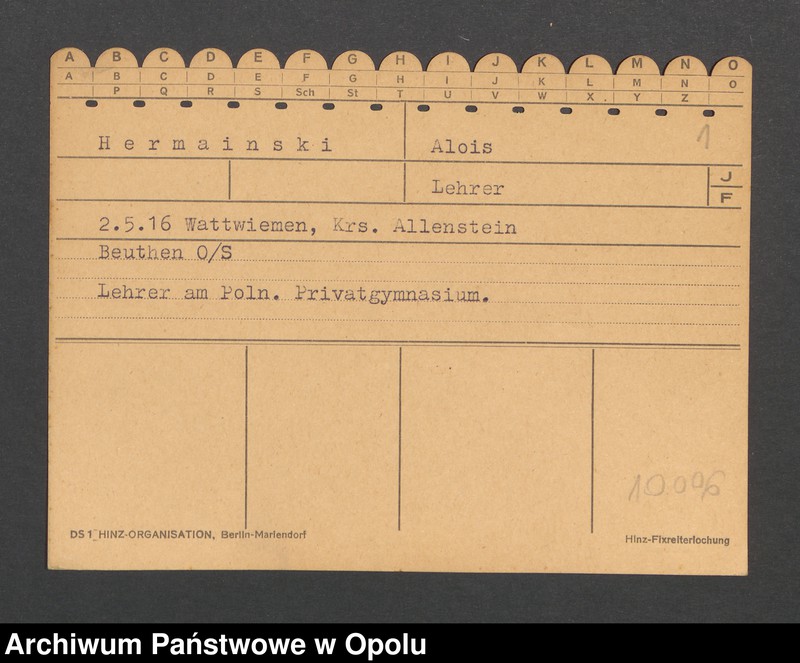 A B C D E F G H I J K L M N O
A B C D E F G H I J K L M N O
P Q R S Sch St T U V W X Y Z
1
H e r m a i n s k i Alois
Lehrer J
F
2.5.16 Wattwiemen, Krs. Allenstein
Beuthen O/S
Lehrer am Poln. Privatgymnasium.
10.096
DS 1 HINZ-ORGANISATION, Berlin-Mariendorf Hinz-Fixreiterlochung
Archiwum Państwowe w Opolu